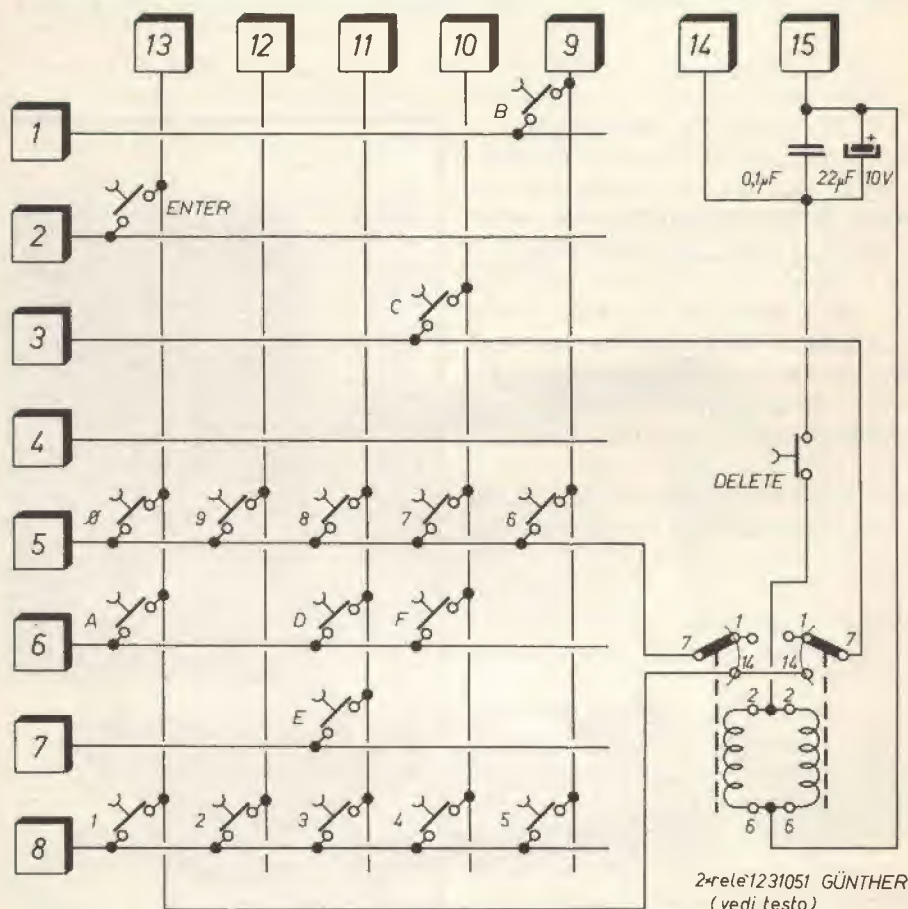 13 12 11 10 9 14 15
1 B
2 ENTER
0,1µF 22µF 10V +
3 C
4
DELETE
5 Ø 9 8 7 6
6 A D F
7 1 1 7
14 14
2 2
7 E
6 6
8 1 2 3 4 5
2×relè 1231051 GÜNTHER
(vedi testo)